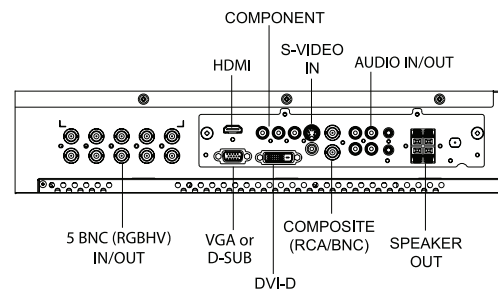 COMPONENT
S-VIDEO
IN
HDMI
AUDIO IN/OUT
5 BNC (RGBHV)
IN/OUT
VGA or
D-SUB
DVI-D
COMPOSITE
(RCA/BNC)
SPEAKER
OUT